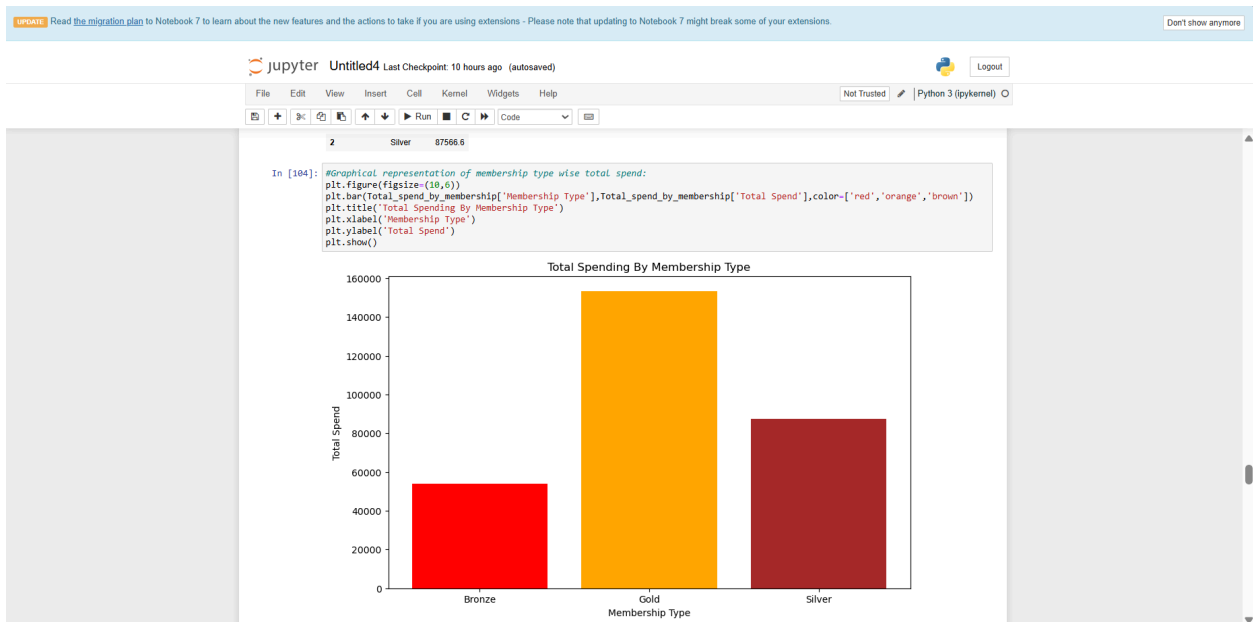 UPDATE Read the migration plan to Notebook 7 to learn about the new features and the actions to take if you are using extensions - Please note that updating to Notebook 7 might break some of your extensions.
Don't show anymore
jupyter Untitled4 Last Checkpoint: 10 hours ago (autosaved)
Logout
File Edit View Insert Cell Kernel Widgets Help
Not Trusted Python 3 (ipykernel)
Run Code
2 Silver 87566.6
In [104]: #Graphical representation of membership type wise total spend:
plt.figure(figsize=(10,6))
plt.bar(Total_spend_by_membership['Membership Type'],Total_spend_by_membership['Total Spend'],color=['red','orange','brown'])
plt.title('Total Spending By Membership Type')
plt.xlabel('Membership Type')
plt.ylabel('Total Spend')
plt.show()
Total Spending By Membership Type
160000
140000
120000
100000
80000
60000
40000
20000
0
Total Spend
Bronze Gold Silver
Membership Type